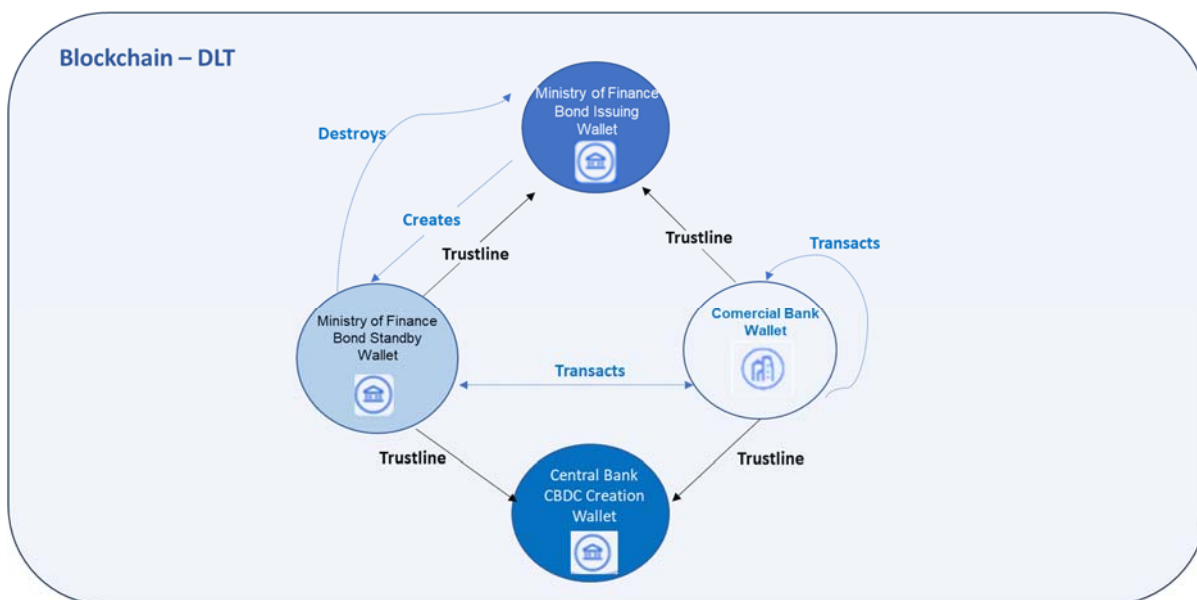 Blockchain – DLT
Ministry of Finance
Bond Issuing
Wallet
Destroys
Creates
Trustline
Trustline
Transacts
Ministry of Finance
Bond Standby
Wallet
Comercial Bank
Wallet
Transacts
Trustline
Trustline
Central Bank
CBDC Creation
Wallet